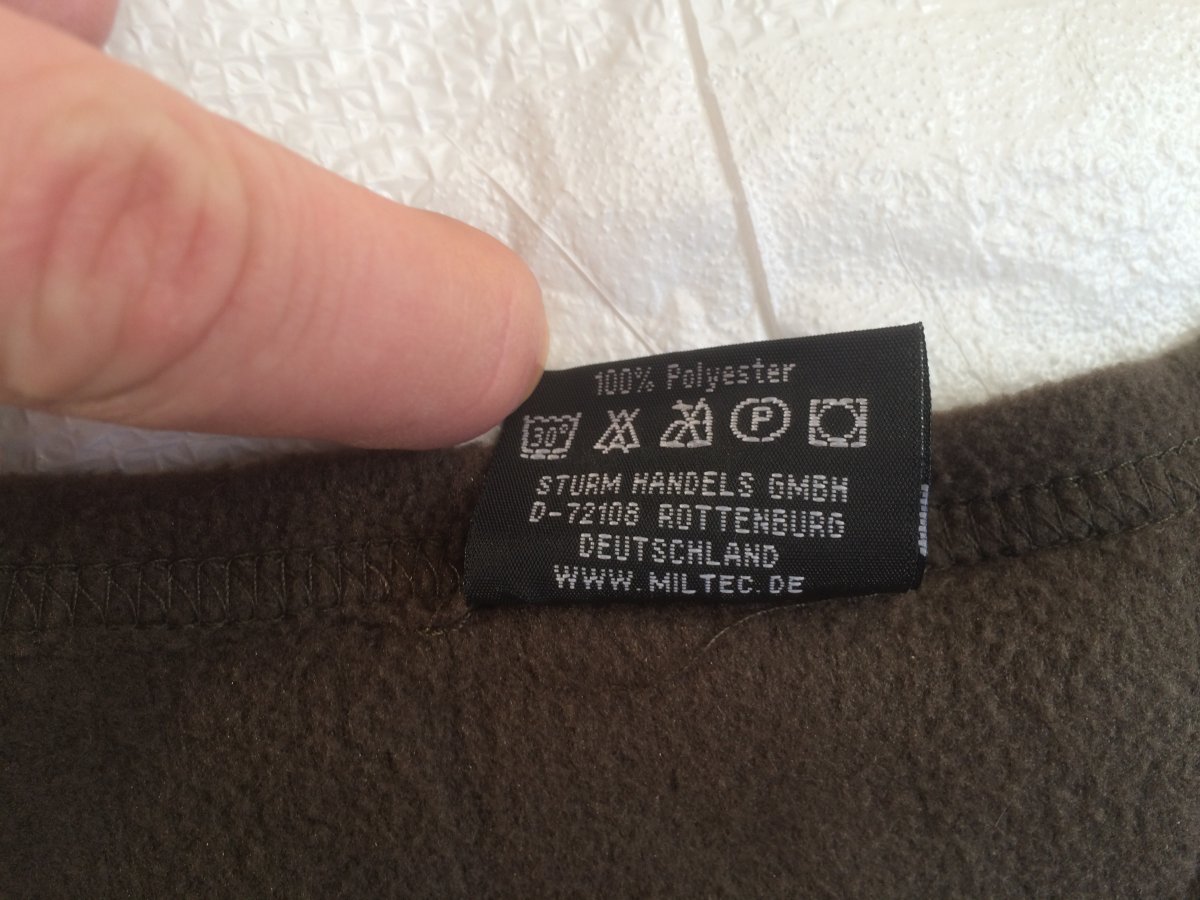 100% Polyester
30° P
STURM HANDELS GMBH
D-72108 ROTTENBURG
DEUTSCHLAND
WWW.MILTEC.DE